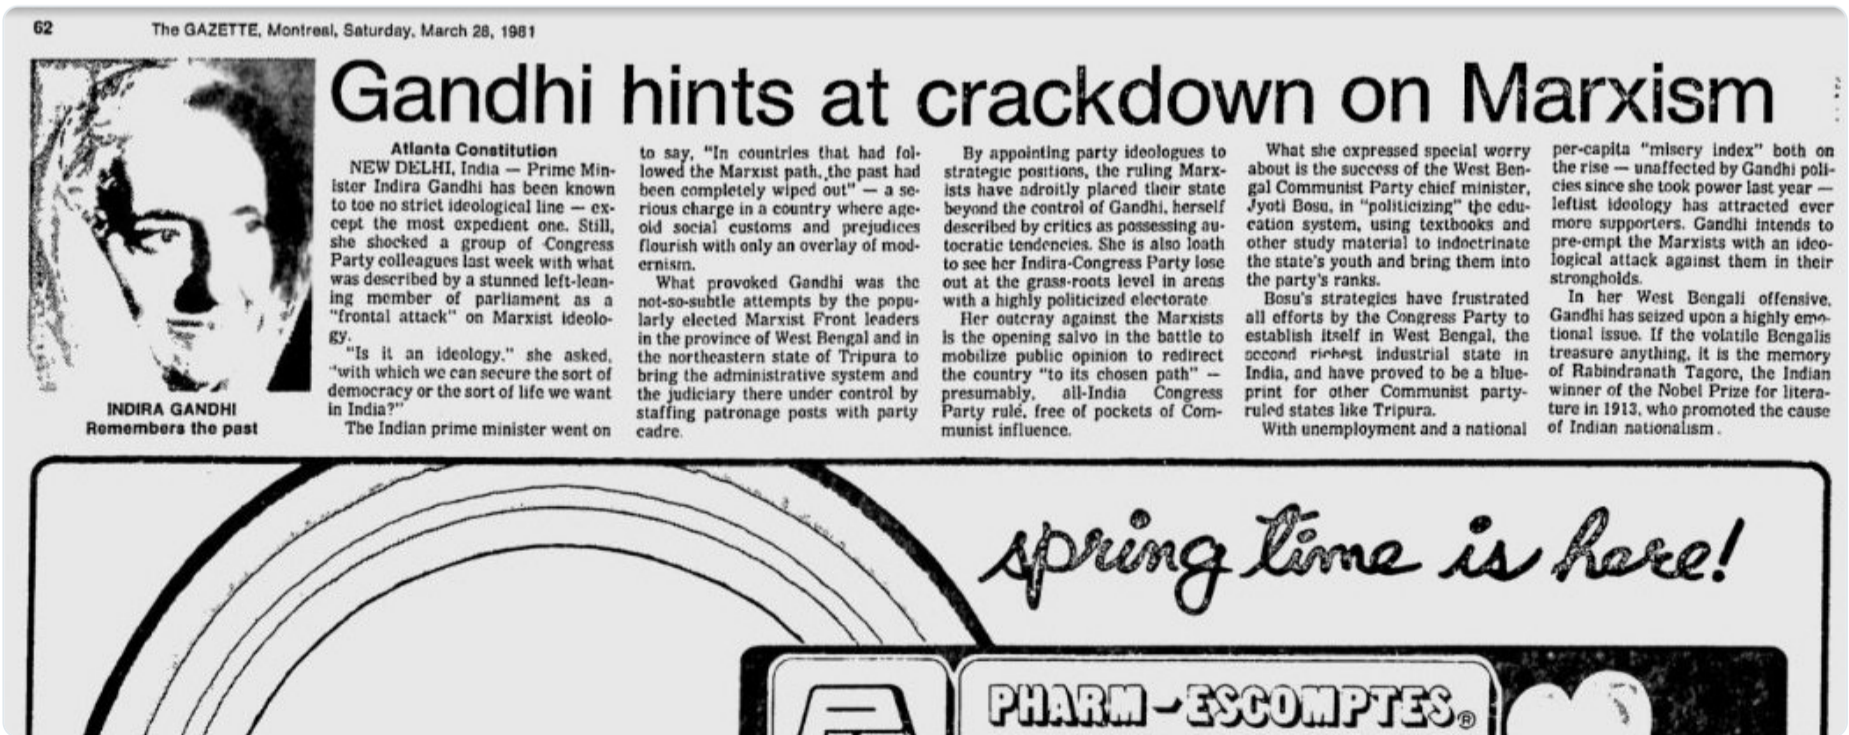 62
The GAZETTE, Montreal, Saturday, March 28, 1981
Gandhi hints at crackdown on Marxism
INDIRA GANDHI
Remembers the past
Atlanta Constitution
NEW DELHI, India — Prime Min-
ister Indira Gandhi has been known
to toe no strict ideological line — ex-
cept the most expedient one. Still,
she shocked a group of Congress
Party colleagues last week with what
was described by a stunned left-lean-
ing member of parliament as a
"frontal attack" on Marxist ideolo-
gy.
"Is it an ideology," she asked,
"with which we can secure the sort of
democracy or the sort of life we want
in India?"
The Indian prime minister went on
to say, "In countries that had fol-
lowed the Marxist path, the past had
been completely wiped out" — a se-
rious charge in a country where age-
old social customs and prejudices
flourish with only an overlay of mod-
ernism.
What provoked Gandhi was the
not-so-subtle attempts by the popu-
larly elected Marxist Front leaders
in the province of West Bengal and in
the northeastern state of Tripura to
bring the administrative system and
the judiciary there under control by
staffing patronage posts with party
cadre.
By appointing party ideologues to
strategic positions, the ruling Marx-
ists have adroitly placed their state
beyond the control of Gandhi, herself
described by critics as possessing au-
tocratic tendencies. She is also loath
to see her Indira-Congress Party lose
out at the grass-roots level in areas
with a highly politicized electorate.
Her outcray against the Marxists
is the opening salvo in the battle to
mobilize public opinion to redirect
the country "to its chosen path" —
presumably, all-India Congress
Party rule, free of pockets of Com-
munist influence.
What she expressed special worry
about is the success of the West Ben-
gal Communist Party chief minister,
Jyoti Bosu, in "politicizing" the edu-
cation system, using textbooks and
other study material to indoctrinate
the state's youth and bring them into
the party's ranks.
Bosu's strategies have frustrated
all efforts by the Congress Party to
establish itself in West Bengal, the
second richest industrial state in
India, and have proved to be a blue-
print for other Communist party-
ruled states like Tripura.
With unemployment and a national
per-capita "misery index" both on
the rise — unaffected by Gandhi poli-
cies since she took power last year —
leftist ideology has attracted ever
more supporters. Gandhi intends to
pre-empt the Marxists with an ideo-
logical attack against them in their
strongholds.
In her West Bengali offensive,
Gandhi has seized upon a highly emo-
tional issue. If the volatile Bengalis
treasure anything, it is the memory
of Rabindranath Tagore, the Indian
winner of the Nobel Prize for litera-
ture in 1913, who promoted the cause
of Indian nationalism.
spring time is here!
PHARM-ESCOMPTES®